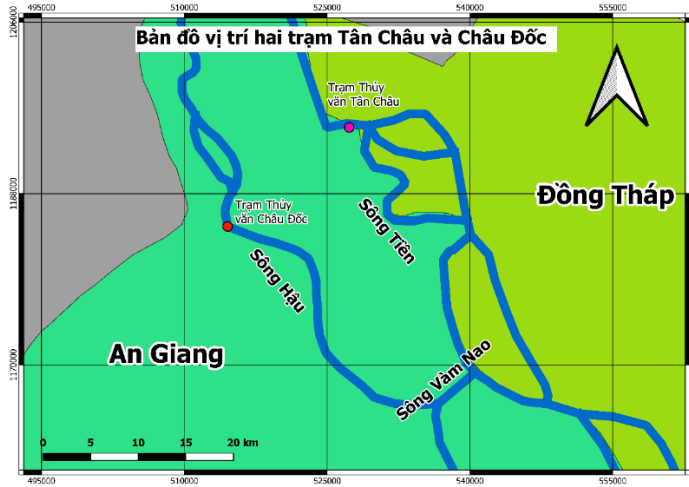 495000 510000 525000 540000 555000
1206000
Bản đồ vị trí hai trạm Tân Châu và Châu Đốc
Trạm Thủy
văn Tân Châu
1188000 1188000
Đồng Tháp
Trạm Thủy
văn Châu Đốc
Sông Tiền
Sông Hậu
An Giang
1170000 1170000
Sông Vàm Nao
0 5 10 15 20 km
495000 510000 525000 540000 555000